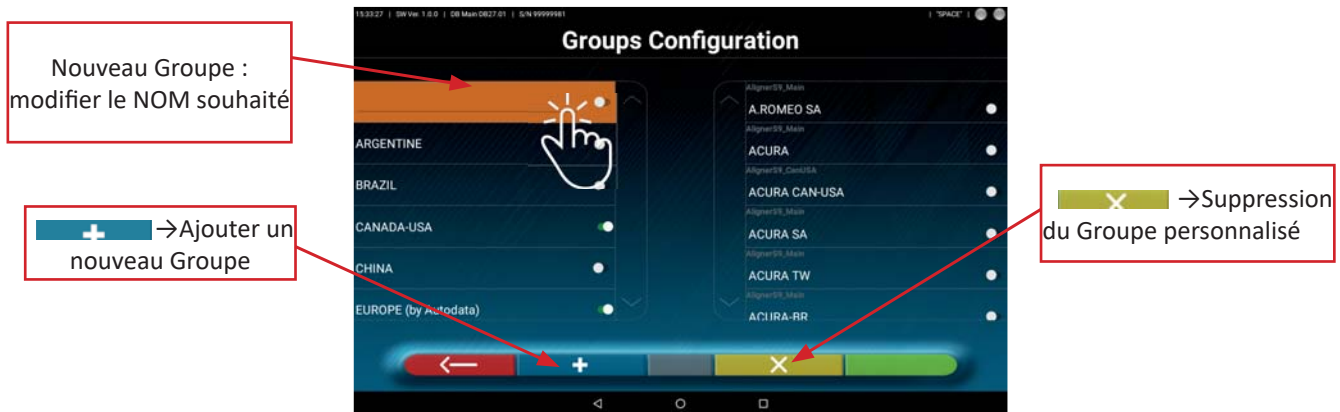 15:33:27 | SW Ver. 1.0.0 | DB Main DB27.01 | S/N 99999981
| "SPACE" |
Groups Configuration
Nouveau Groupe :
modifier le NOM souhaité
ARGENTINE
BRAZIL
CANADA-USA
CHINA
EUROPE (by Autodata)
AlignerS9_Main
A.ROMEO SA
AlignerS9_Main
ACURA
AlignerS9_CanUSA
ACURA CAN-USA
AlignerS9_Main
ACURA SA
AlignerS9_Main
ACURA TW
AlignerS9_Main
ACURA-BR
+ →Ajouter un
nouveau Groupe
X →Suppression
du Groupe personnalisé